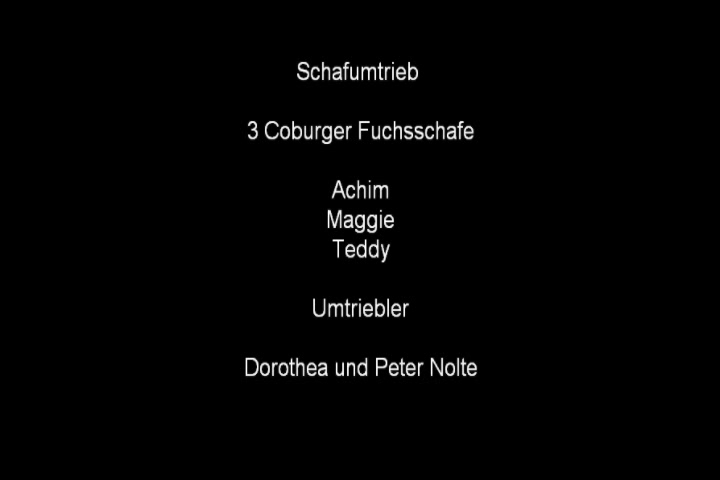 Schafumtrieb
3 Coburger Fuchsschafe
Achim
Maggie
Teddy
Umtriebler
Dorothea und Peter Nolte